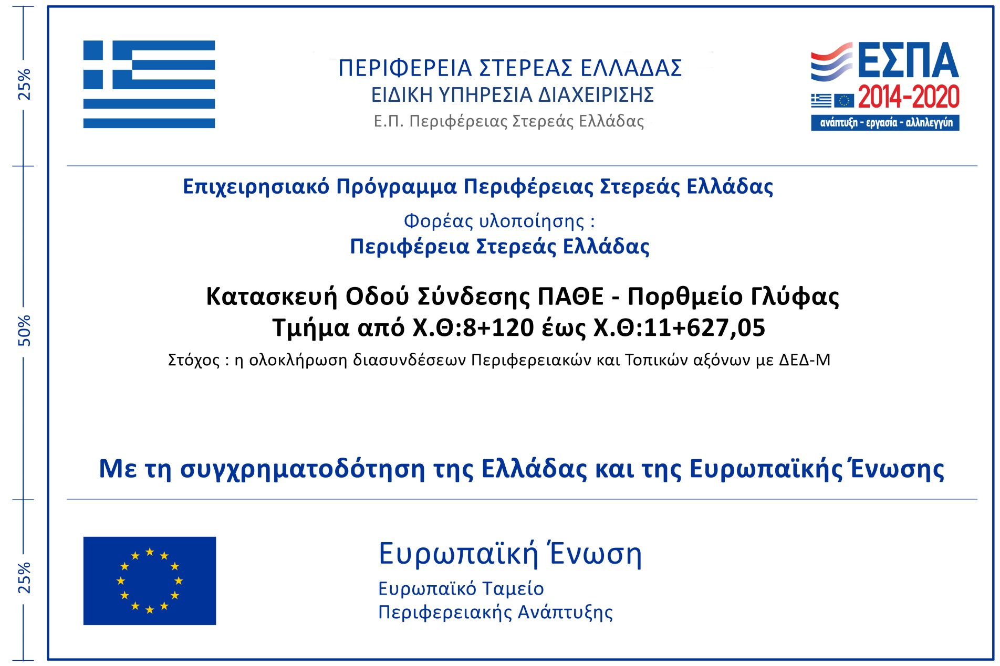 25%
ΠΕΡΙΦΕΡΕΙΑ ΣΤΕΡΕΑΣ ΕΛΛΑΔΑΣ
ΕΙΔΙΚΗ ΥΠΗΡΕΣΙΑ ΔΙΑΧΕΙΡΙΣΗΣ
Ε.Π. Περιφέρειας Στερεάς Ελλάδας
ΕΣΠΑ
2014-2020
ανάπτυξη - εργασία - αλληλεγγύη
50%
Επιχειρησιακό Πρόγραμμα Περιφέρειας Στερεάς Ελλάδας
Φορέας υλοποίησης :
Περιφέρεια Στερεάς Ελλάδας
Κατασκευή Οδού Σύνδεσης ΠΑΘΕ - Πορθμείο Γλύφας
Τμήμα από Χ.Θ:8+120 έως Χ.Θ:11+627,05
Στόχος : η ολοκλήρωση διασυνδέσεων Περιφερειακών και Τοπικών αξόνων με ΔΕΔ-Μ
Με τη συγχρηματοδότηση της Ελλάδας και της Ευρωπαϊκής Ένωσης
25%
Ευρωπαϊκή Ένωση
Ευρωπαϊκό Ταμείο
Περιφερειακής Ανάπτυξης